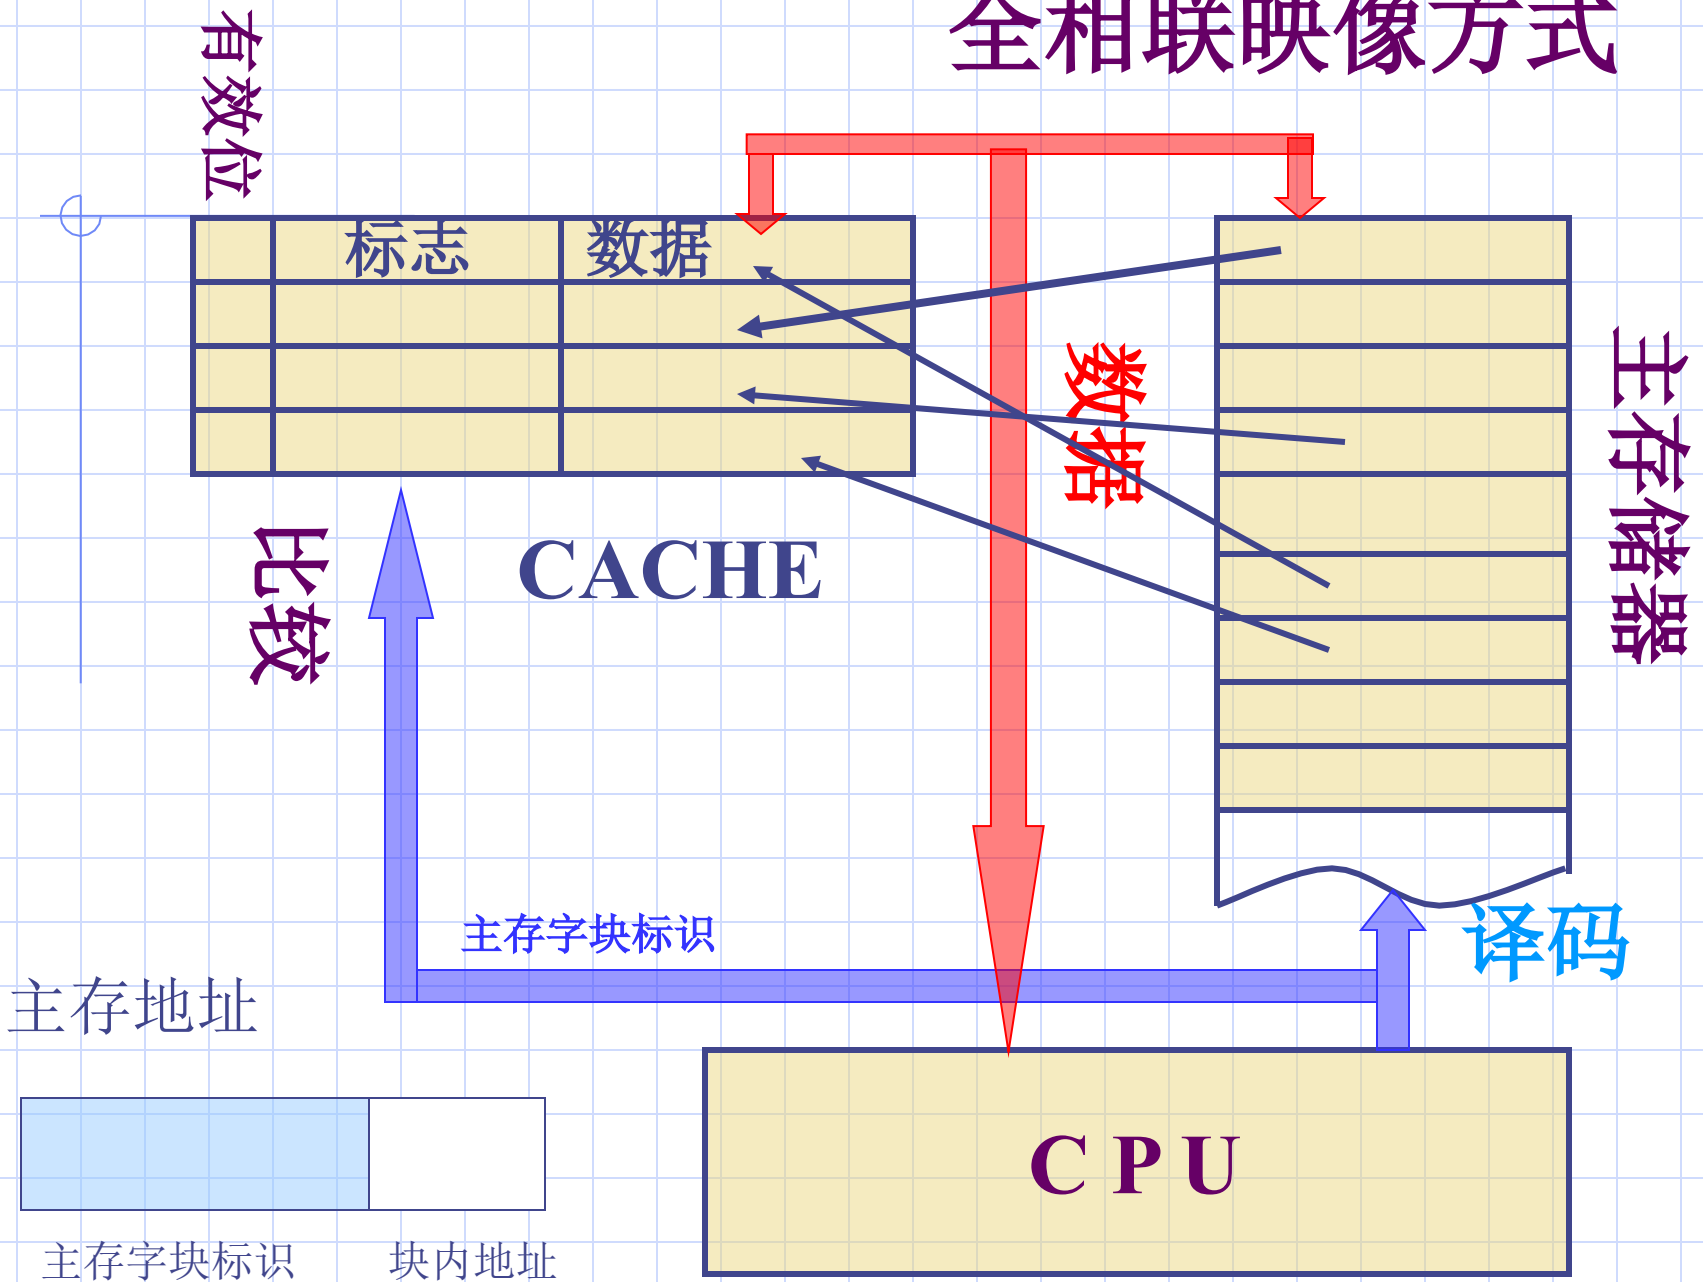 全相联映像方式
有效位
标志
数据
数据
主存储器
比较
CACHE
主存字块标识
译码
主存地址
CPU
主存字块标识
块内地址